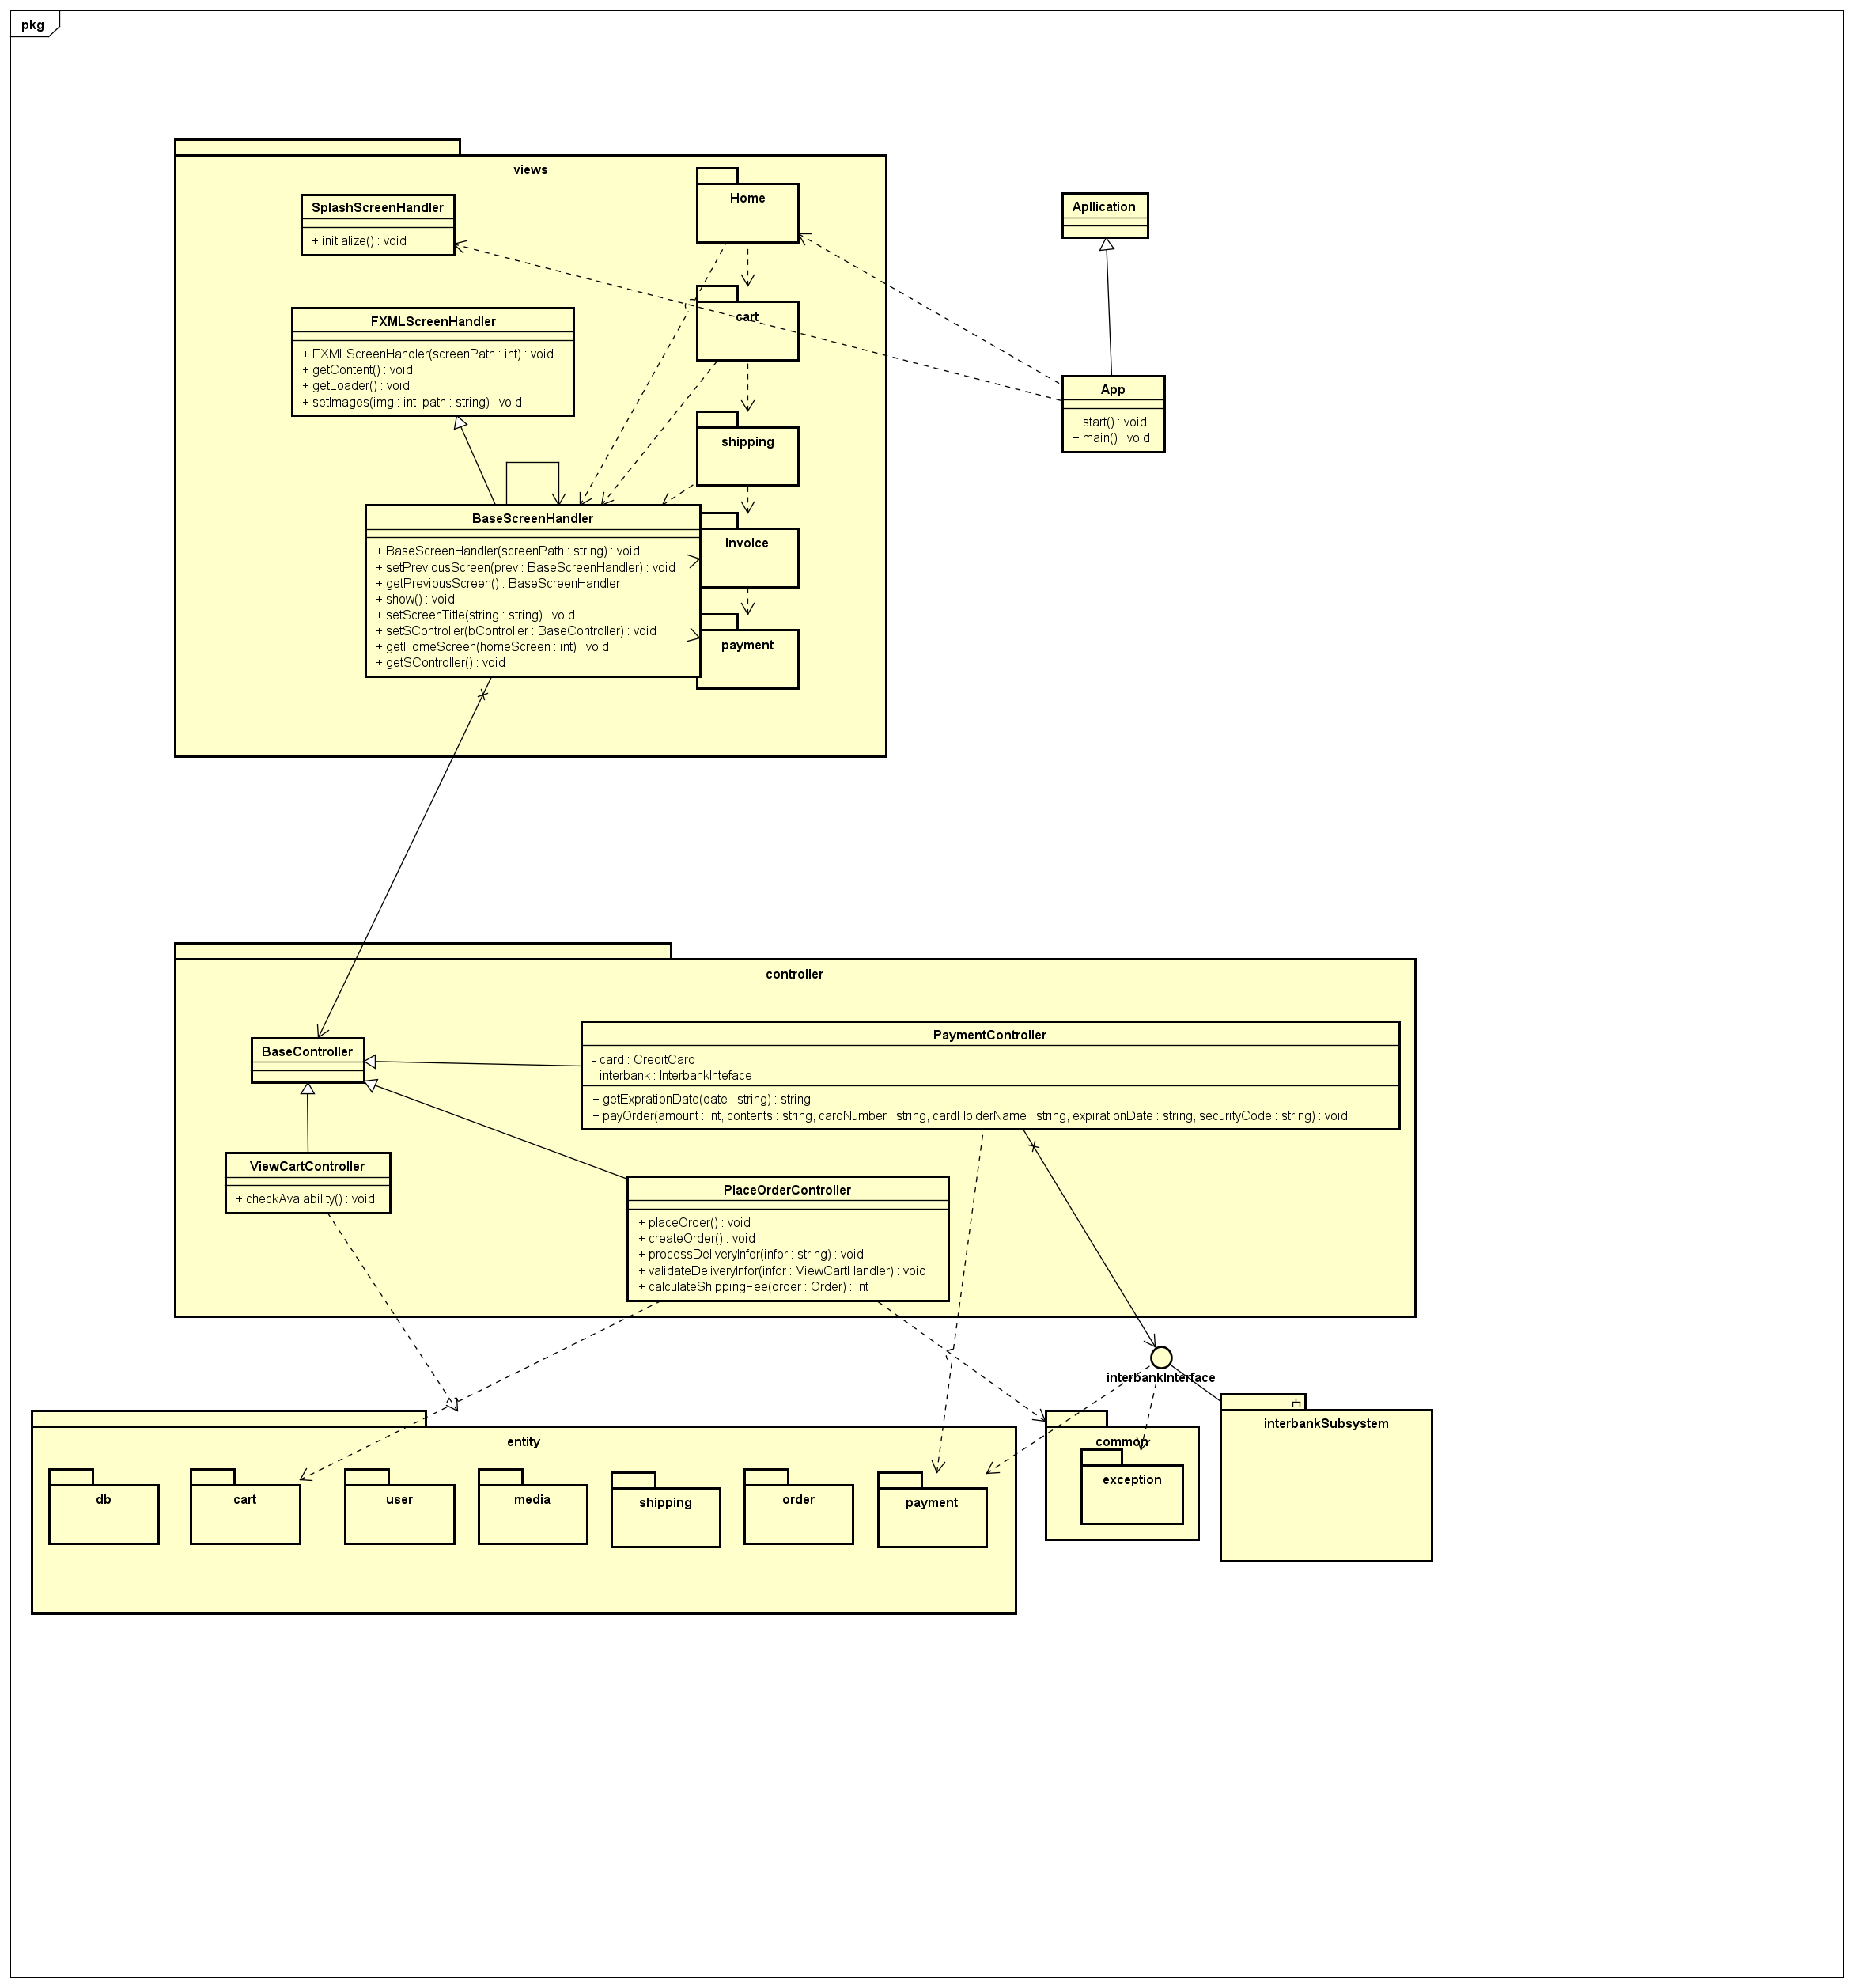 pkg
views
SplashScreenHandler
+ initialize() : void
Home
Apllication
FXMLScreenHandler
+ FXMLScreenHandler(screenPath : int) : void
+ getContent() : void
+ getLoader() : void
+ setImages(img : int, path : string) : void
cart
App
+ start() : void
+ main() : void
shipping
BaseScreenHandler
+ BaseScreenHandler(screenPath : string) : void
+ setPreviousScreen(prev : BaseScreenHandler) : void
+ getPreviousScreen() : BaseScreenHandler
+ show() : void
+ setScreenTitle(string : string) : void
+ setSController(bController : BaseController) : void
+ getHomeScreen(homeScreen : int) : void
+ getSController() : void
invoice
payment
controller
BaseController
PaymentController
- card : CreditCard
- interbank : InterbankInteface
+ getExprationDate(date : string) : string
+ payOrder(amount : int, contents : string, cardNumber : string, cardHolderName : string, expirationDate : string, securityCode : string) : void
ViewCartController
+ checkAvaiability() : void
PlaceOrderController
+ placeOrder() : void
+ createOrder() : void
+ processDeliveryInfor(infor : string) : void
+ validateDeliveryInfor(infor : ViewCartHandler) : void
+ calculateShippingFee(order : Order) : int
interbankInterface
interbankSubsystem
entity
db
cart
user
media
shipping
order
payment
common
exception